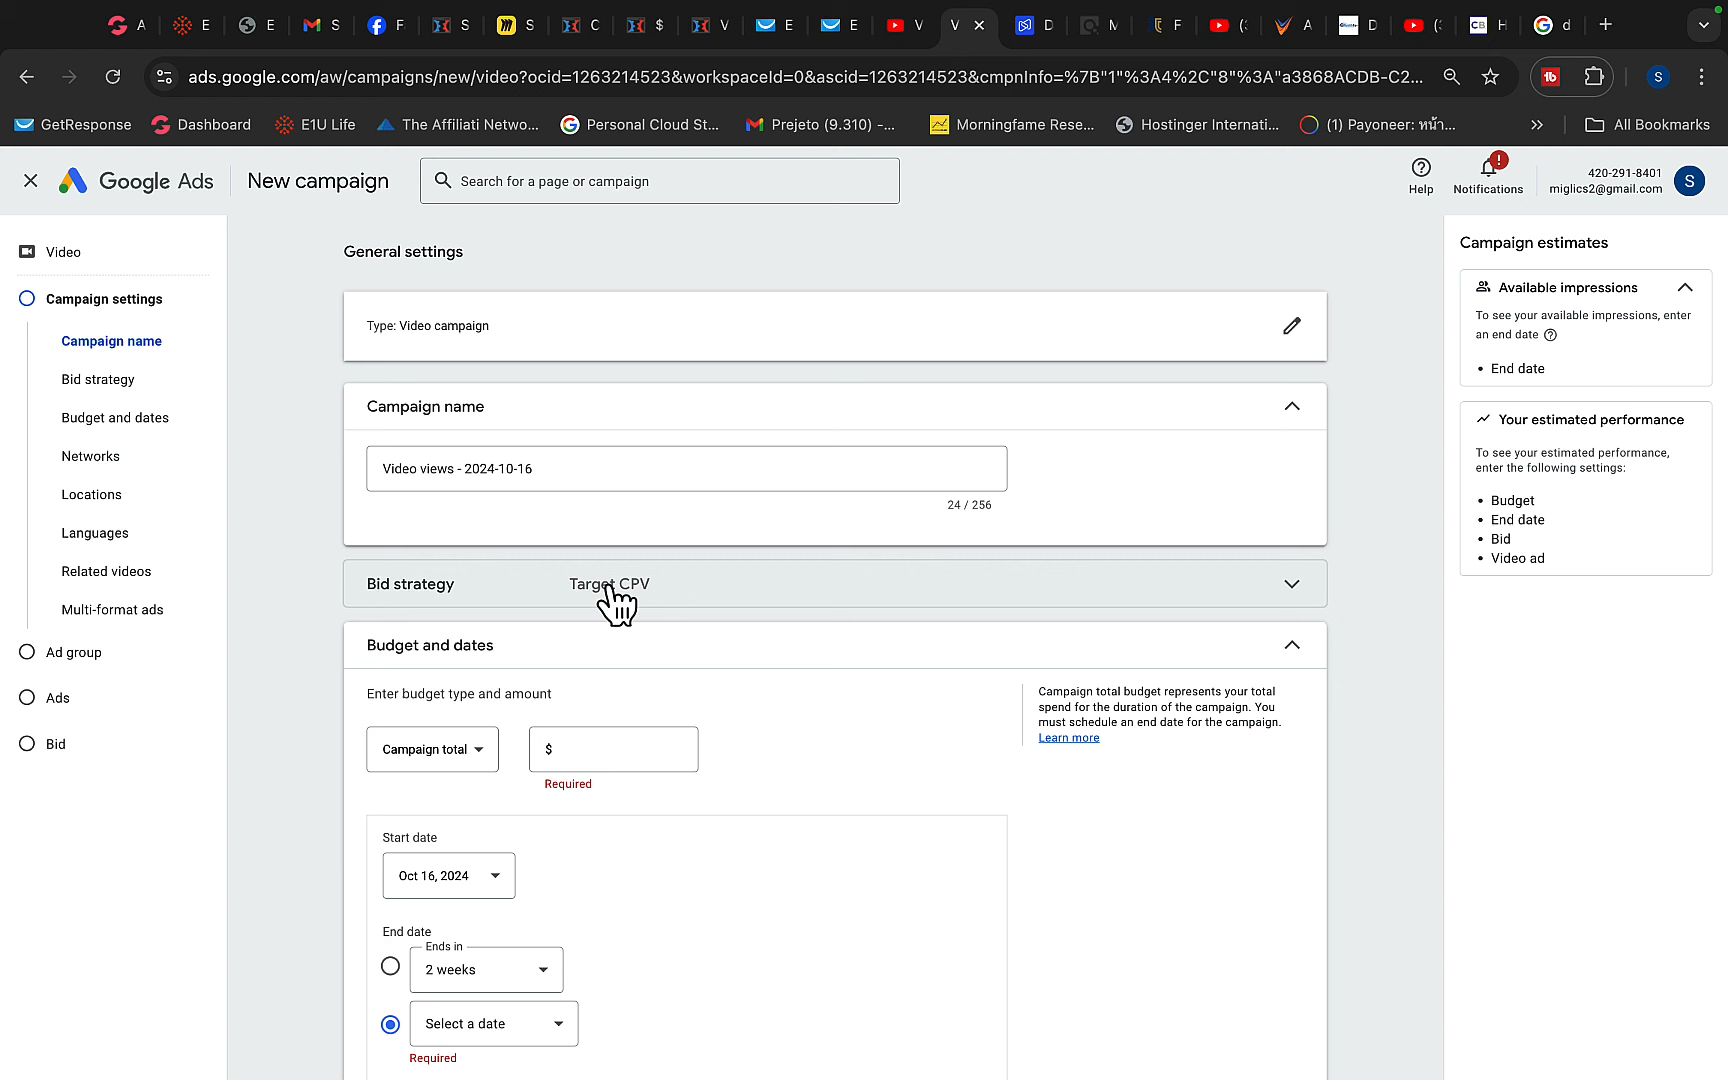 A E E S F S S C $ V E E V V D M F ( A D ( H d
ads.google.com/aw/campaigns/new/video?ocid=1263214523&workspaceId=0&ascid=1263214523&cmpnInfo=%7B"1"%3A4%2C"8"%3A"a3868ACDB-C2...
S
GetResponse Dashboard E1U Life The Affiliati Netwo... Personal Cloud St... Prejeto (9.310) -... Morningfame Rese... Hostinger Internati... (1) Payoneer: หน้า... » All Bookmarks
Google Ads New campaign Search for a page or campaign
Help
Notifications
420-291-8401
miglics2@gmail.com
S
Video
Campaign settings
Campaign name
Bid strategy
Budget and dates
Networks
Locations
Languages
Related videos
Multi-format ads
Ad group
Ads
Bid
General settings
Type: Video campaign
Campaign name
Video views - 2024-10-16
24 / 256
Bid strategy Target CPV
Budget and dates
Enter budget type and amount
Campaign total
$
Required
Campaign total budget represents your total
spend for the duration of the campaign. You
must schedule an end date for the campaign.
Learn more
Start date
Oct 16, 2024
End date
Ends in
2 weeks
Select a date
Required
Campaign estimates
Available impressions
To see your available impressions, enter
an end date
• End date
Your estimated performance
To see your estimated performance,
enter the following settings:
• Budget
• End date
• Bid
• Video ad